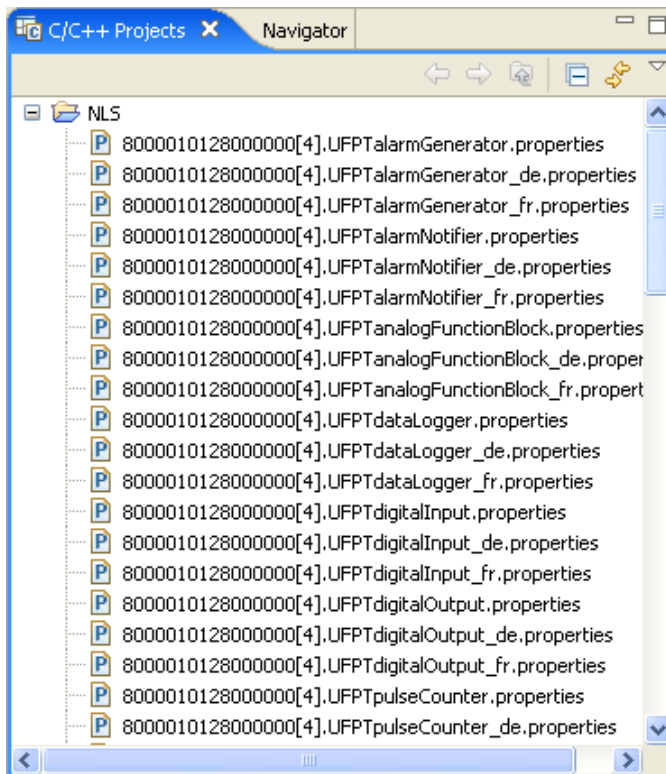 C/C++ Projects
Navigator
NLS
8000010128000000[4].UFPTalarmGenerator.properties
8000010128000000[4].UFPTalarmGenerator_de.properties
8000010128000000[4].UFPTalarmGenerator_fr.properties
8000010128000000[4].UFPTalarmNotifier.properties
8000010128000000[4].UFPTalarmNotifier_de.properties
8000010128000000[4].UFPTalarmNotifier_fr.properties
8000010128000000[4].UFPTanalogFunctionBlock.properties
8000010128000000[4].UFPTanalogFunctionBlock_de.proper
8000010128000000[4].UFPTanalogFunctionBlock_fr.propert
8000010128000000[4].UFPTdataLogger.properties
8000010128000000[4].UFPTdataLogger_de.properties
8000010128000000[4].UFPTdataLogger_fr.properties
8000010128000000[4].UFPTdigitalInput.properties
8000010128000000[4].UFPTdigitalInput_de.properties
8000010128000000[4].UFPTdigitalInput_fr.properties
8000010128000000[4].UFPTdigitalOutput.properties
8000010128000000[4].UFPTdigitalOutput_de.properties
8000010128000000[4].UFPTdigitalOutput_fr.properties
8000010128000000[4].UFPTpulseCounter.properties
8000010128000000[4].UFPTpulseCounter_de.properties